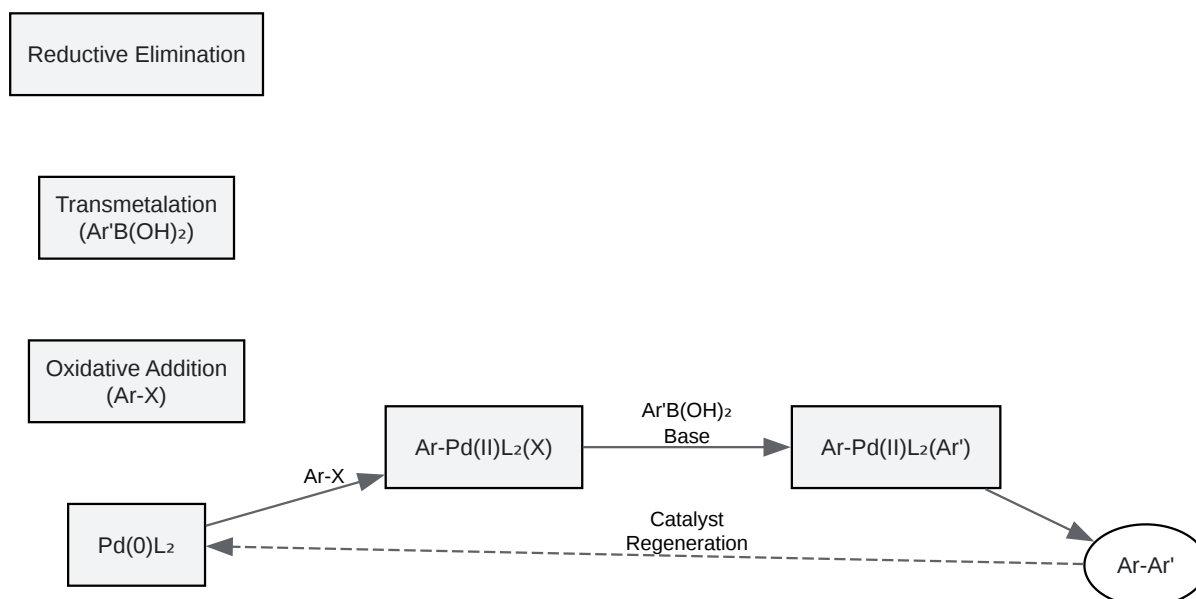 Reductive Elimination
Transmetalation
(Ar'B(OH)₂)
Oxidative Addition
(Ar-X)
Ar-X
Ar-Pd(II)L₂(X)
Ar'B(OH)₂
Base
Ar-Pd(II)L₂(Ar')
Pd(0)L₂
Catalyst
Regeneration
Ar-Ar'